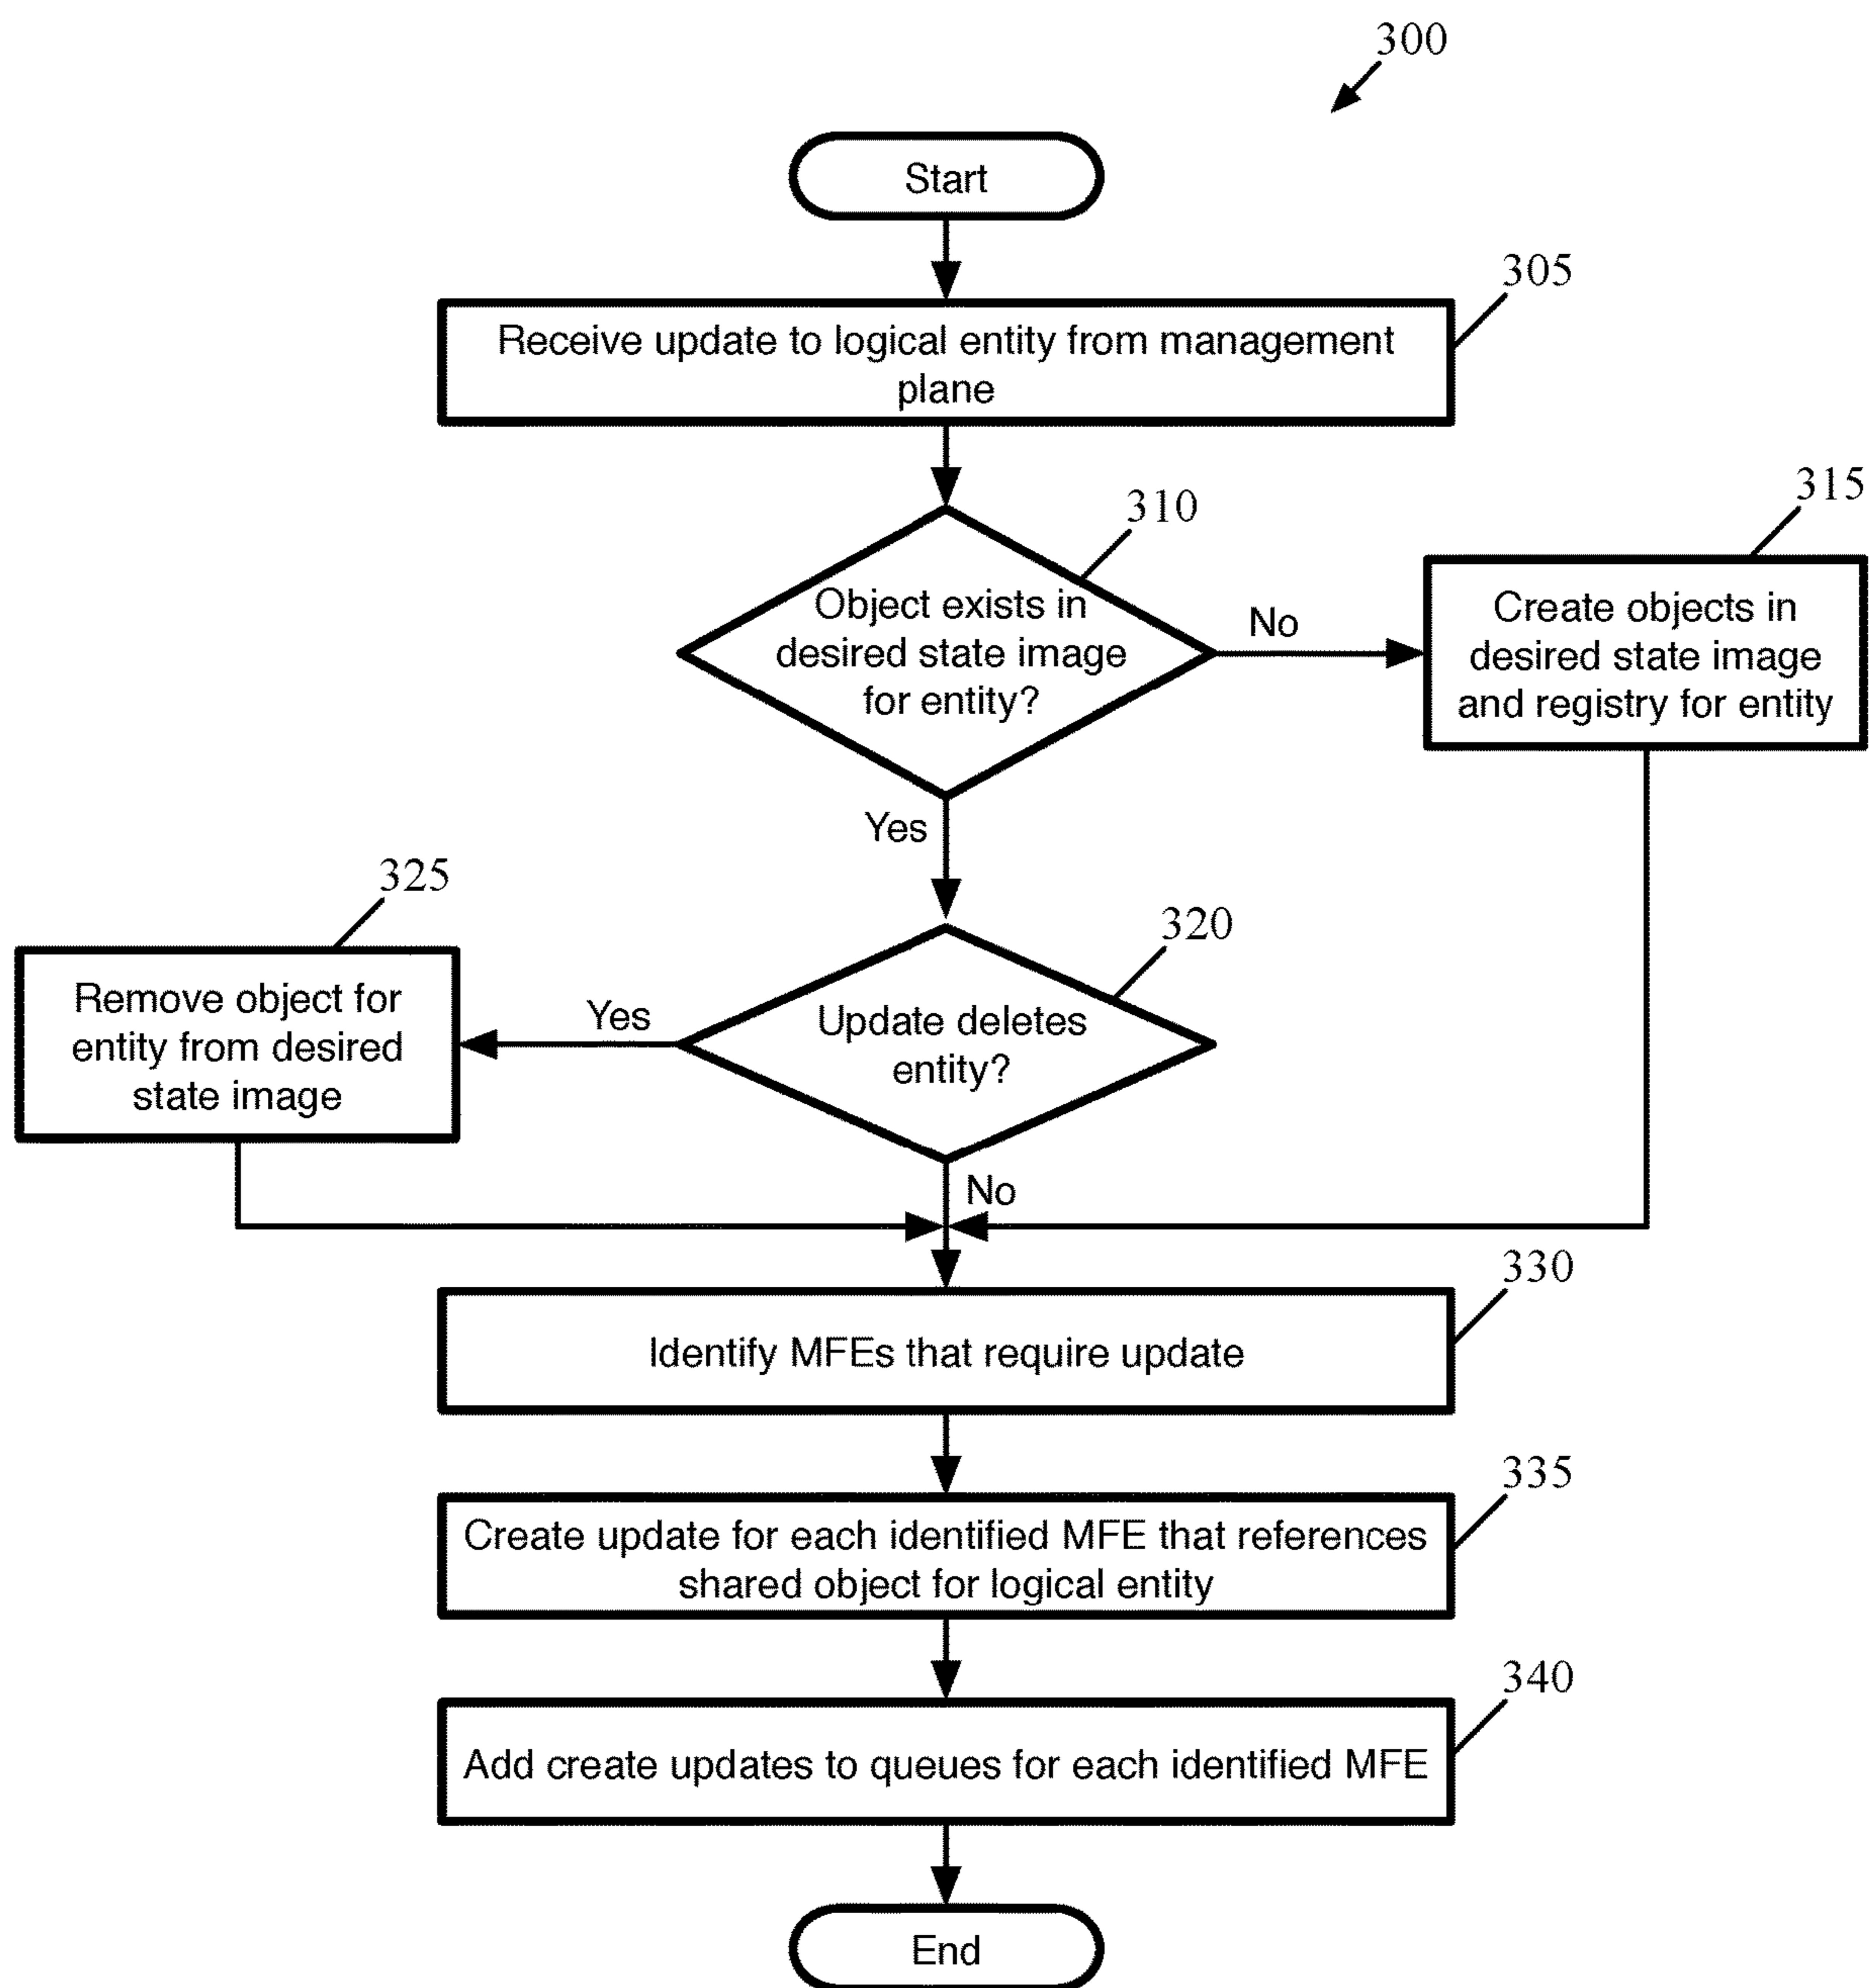 300
Start
305
Receive update to logical entity from management
plane
310
315
Object exists in
desired state image
for entity?
No
Create objects in
desired state image
and registry for entity
Yes
325
320
Remove object for
entity from desired
state image
Yes
Update deletes
entity?
No
330
Identify MFEs that require update
335
Create update for each identified MFE that references
shared object for logical entity
340
Add create updates to queues for each identified MFE
End